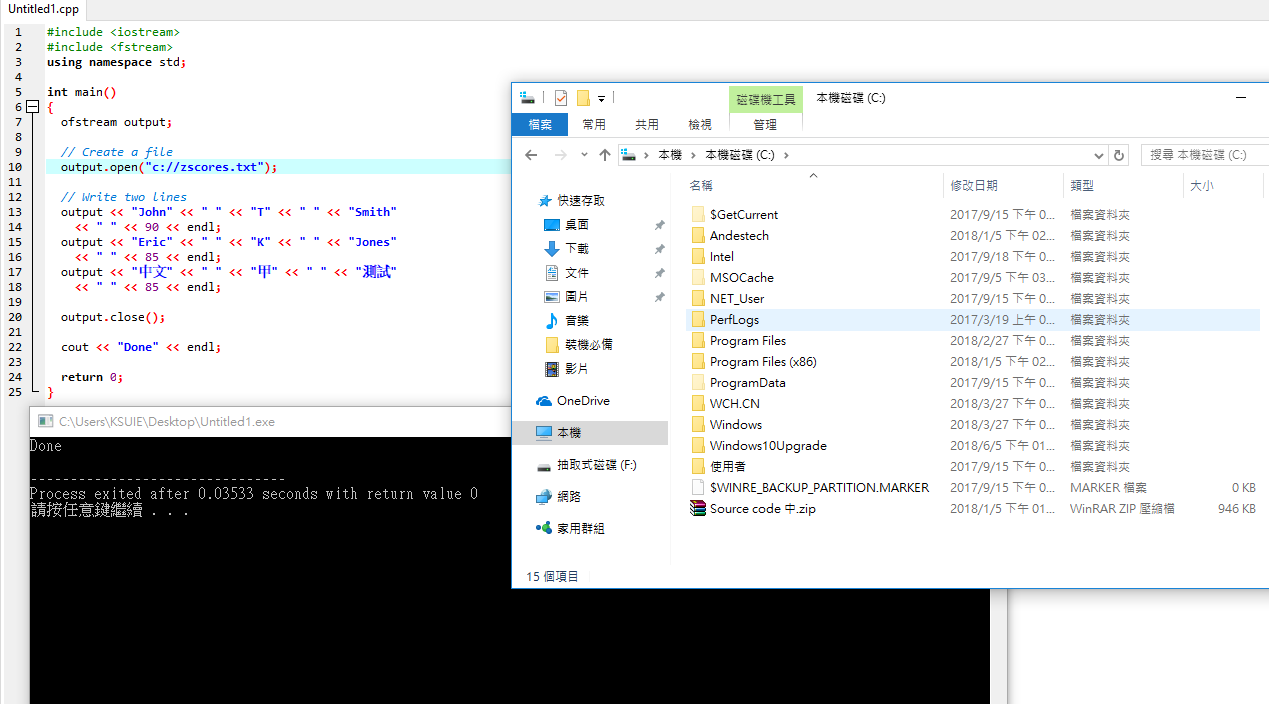 Untitled1.cpp
1 #include <iostream>
2 #include <fstream>
3 using namespace std;
4
5 int main()
6 {
7 ofstream output;
8
9 // Create a file
10 output.open("c://zscores.txt");
11
12 // Write two lines
13 output << "John" << " " << "T" << " " << "Smith"
14 << " " << 90 << endl;
15 output << "Eric" << " " << "K" << " " << "Jones"
16 << " " << 85 << endl;
17 output << "中文" << " " << "甲" << " " << "測試"
18 << " " << 85 << endl;
19
20 output.close();
21
22 cout << "Done" << endl;
23
24 return 0;
25 }
C:\Users\KSUIE\Desktop\Untitled1.exe
Done
--------------------------------
Process exited after 0.03533 seconds with return value 0
請按任意鍵繼續 . . .
磁碟機工具 本機磁碟 (C:)
檔案 常用 共用 檢視 管理
本機 本機磁碟 (C:) 搜尋 本機磁碟 (C:)
快速存取
桌面
下載
文件
圖片
音樂
裝機必備
影片
OneDrive
本機
抽取式磁碟 (F:)
網路
家用群組
名稱 修改日期 類型 大小
$GetCurrent 2017/9/15 下午 0... 檔案資料夾
Andestech 2018/1/5 下午 02... 檔案資料夾
Intel 2017/9/18 下午 0... 檔案資料夾
MSOCache 2017/9/5 下午 03... 檔案資料夾
NET_User 2017/9/15 下午 0... 檔案資料夾
PerfLogs 2017/3/19 上午 0... 檔案資料夾
Program Files 2018/2/27 下午 0... 檔案資料夾
Program Files (x86) 2018/1/5 下午 02... 檔案資料夾
ProgramData 2017/9/15 下午 0... 檔案資料夾
WCH.CN 2018/3/27 下午 0... 檔案資料夾
Windows 2018/3/27 下午 0... 檔案資料夾
Windows10Upgrade 2018/6/5 下午 01... 檔案資料夾
使用者 2017/9/15 下午 0... 檔案資料夾
$WINRE_BACKUP_PARTITION.MARKER 2017/9/15 下午 0... MARKER 檔案 0 KB
Source code 中.zip 2018/1/5 下午 01... WinRAR ZIP 壓縮檔 946 KB
15 個項目